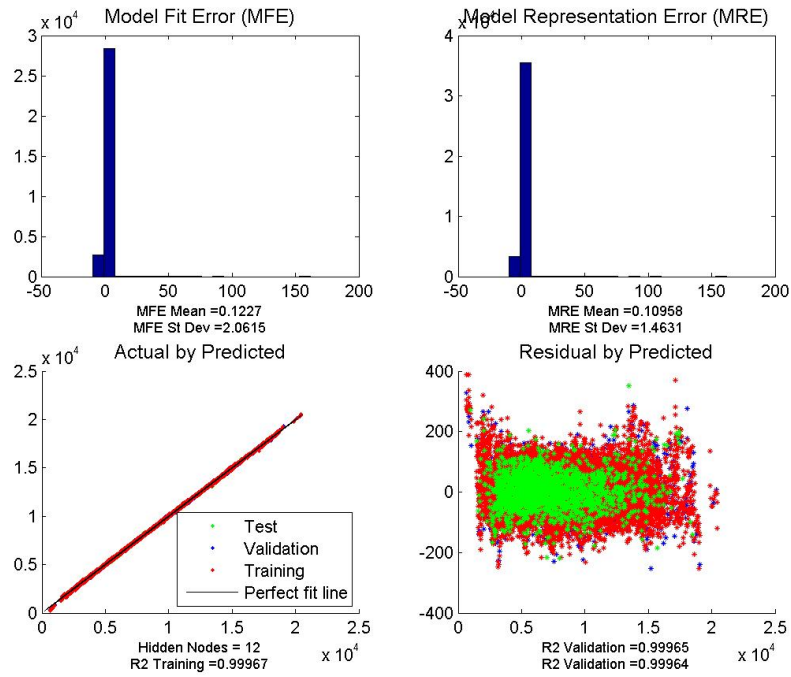 Model Fit Error (MFE)
x 10^4
3
2.5
2
1.5
1
0.5
0
-50 0 50 100 150 200
MFE Mean =0.1227
MFE St Dev =2.0615
Model Representation Error (MRE)
4
3
2
1
0
-50 0 50 100 150 200
MRE Mean =0.10958
MRE St Dev =1.4631
Actual by Predicted
x 10^4
2.5
2
1.5
1
0.5
0
0 0.5 1 1.5 2 2.5
x 10^4
Test
Validation
Training
Perfect fit line
Hidden Nodes = 12
R2 Training =0.99967
Residual by Predicted
400
200
0
-200
-400
0 0.5 1 1.5 2 2.5
x 10^4
R2 Validation =0.99965
R2 Validation =0.99964